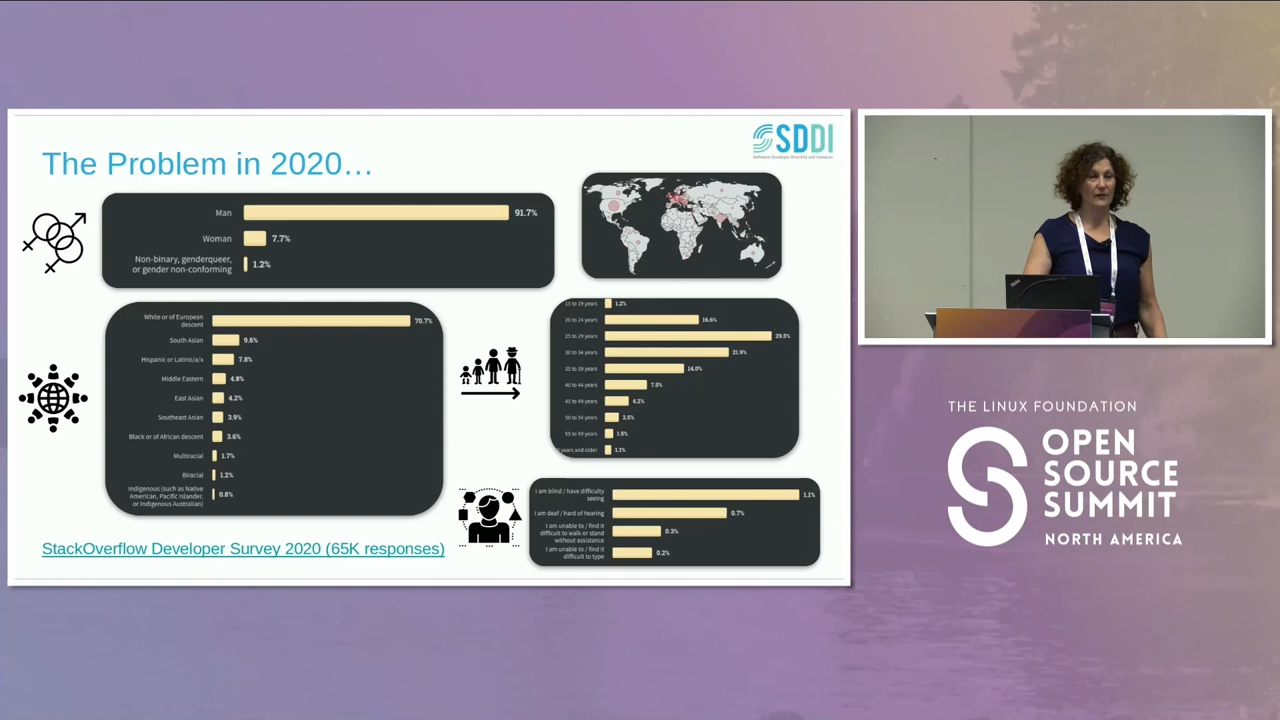 SDDI
Software Developer Diversity and Inclusion
The Problem in 2020…
Man 91.7%
Woman 7.7%
Non-binary, genderqueer,
or gender non-conforming 1.2%
White or of European
descent 70.7%
South Asian 9.6%
Hispanic or Latino/a/x 7.8%
Middle Eastern 4.8%
East Asian 4.2%
Southeast Asian 3.9%
Black or of African descent 3.6%
Multiracial 1.7%
Biracial 1.2%
Indigenous (such as Native
American, Pacific Islander,
or Indigenous Australian) 0.8%
15 to 19 years 1.2%
20 to 24 years 16.6%
25 to 29 years 29.5%
30 to 34 years 21.9%
35 to 39 years 14.0%
40 to 44 years 7.5%
45 to 49 years 4.2%
50 to 54 years 2.5%
55 to 59 years 1.5%
years and older 1.1%
I am blind / have difficulty
seeing 1.1%
I am deaf / hard of hearing 0.7%
I am unable to / find it
difficult to walk or stand
without assistance 0.3%
I am unable to / find it
difficult to type 0.2%
StackOverflow Developer Survey 2020 (65K responses)
THE LINUX FOUNDATION
OPEN
SOURCE
SUMMIT
NORTH AMERICA